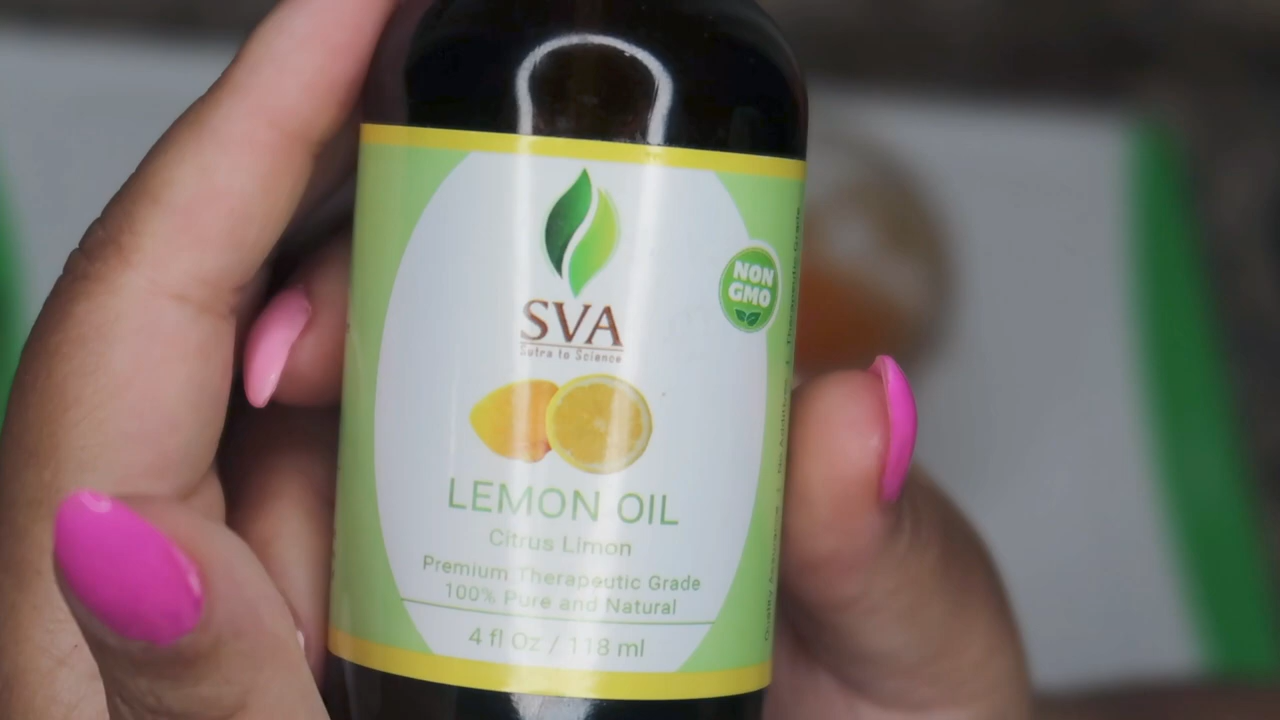 SVA
Sutra to Science
NON
GMO
LEMON OIL
Citrus Limon
Premium Therapeutic Grade
100% Pure and Natural
4 fl Oz / 118 ml